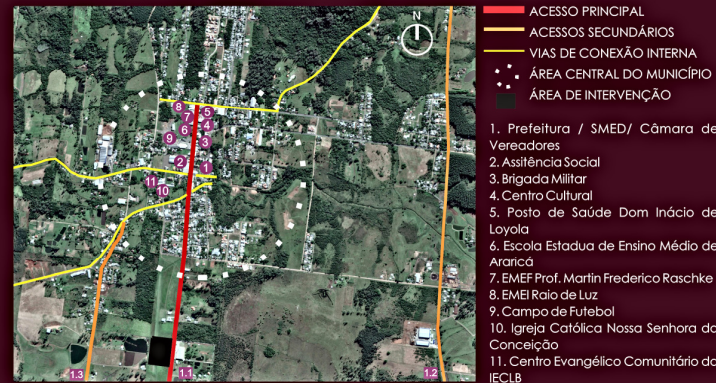 N
8
5
7
4
6
9
3
2
1
11
10
1.3
1.1
1.2
ACESSO PRINCIPAL
ACESSOS SECUNDÁRIOS
VIAS DE CONEXÃO INTERNA
ÁREA CENTRAL DO MUNICÍPIO
ÁREA DE INTERVENÇÃO
1. Prefeitura / SMED/ Câmara de
Vereadores
2. Assitência Social
3. Brigada Militar
4. Centro Cultural
5. Posto de Saúde Dom Inácio de
Loyola
6. Escola Estadua de Ensino Médio de
Araricá
7. EMEF Prof. Martin Frederico Raschke
8. EMEI Raio de Luz
9. Campo de Futebol
10. Igreja Católica Nossa Senhora da
Conceição
11. Centro Evangélico Comunitário da
IECLB